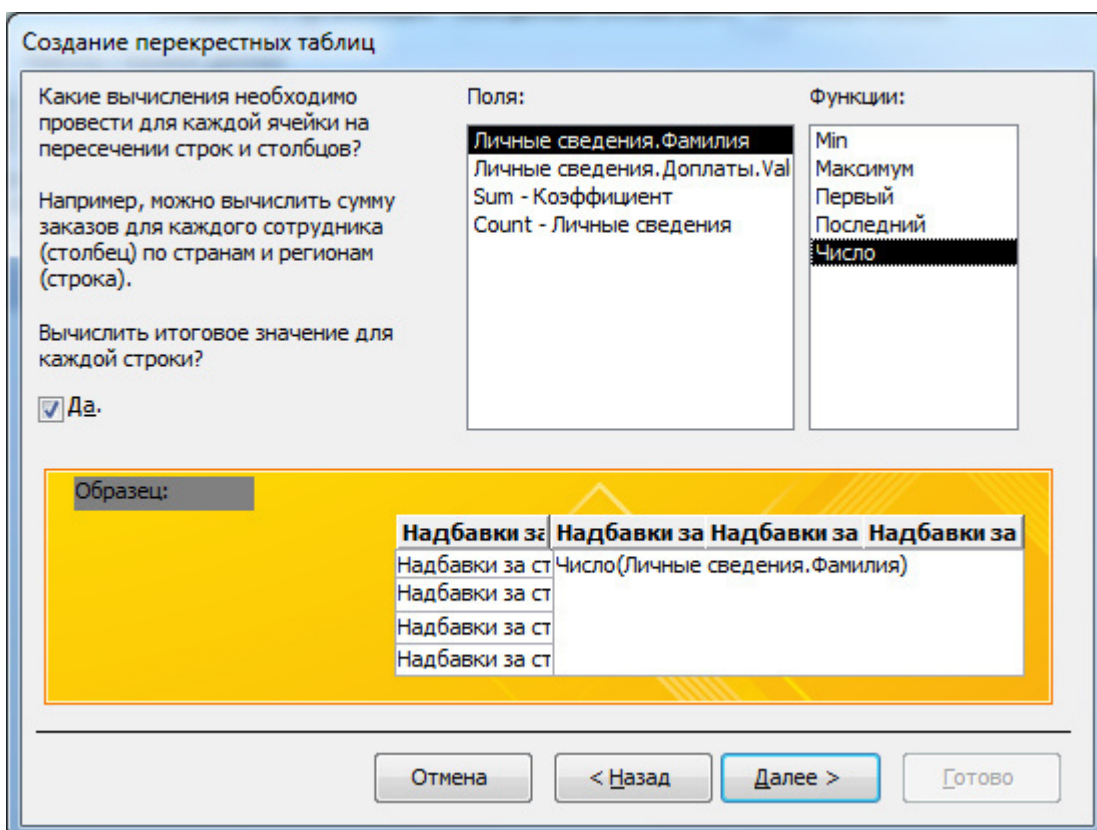 Создание перекрестных таблиц
Какие вычисления необходимо
провести для каждой ячейки на
пересечении строк и столбцов?
Например, можно вычислить сумму
заказов для каждого сотрудника
(столбец) по странам и регионам
(строка).
Вычислить итоговое значение для
каждой строки?
Да.
Поля:
Личные сведения.Фамилия
Личные сведения.Доплаты.Val
Sum - Коэффициент
Count - Личные сведения
Функции:
Min
Максимум
Первый
Последний
Число
Образец:
Надбавки за Надбавки за Надбавки за Надбавки за
Надбавки за ст Число(Личные сведения.Фамилия)
Надбавки за ст
Надбавки за ст
Надбавки за ст
Отмена < Назад Далее > Готово